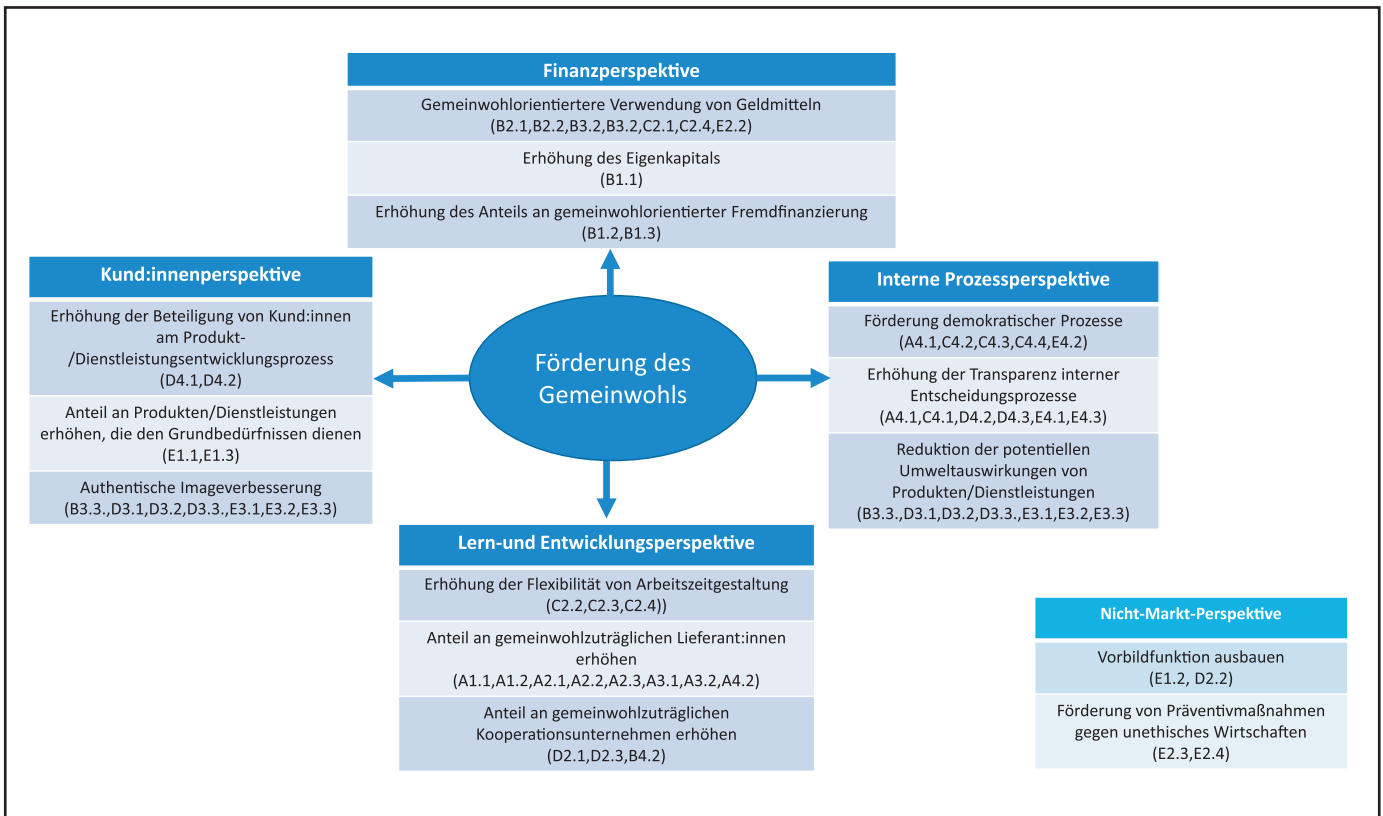 Finanzperspektive
Gemeinwohlorientiertere Verwendung von Geldmitteln
(B2.1,B2.2,B3.2,B3.2,C2.1,C2.4,E2.2)
Erhöhung des Eigenkapitals
(B1.1)
Erhöhung des Anteils an gemeinwohlorientierter Fremdfinanzierung
(B1.2,B1.3)
Kund:innenperspektive
Erhöhung der Beteiligung von Kund:innen
am Produkt-
/Dienstleistungsentwicklungsprozess
(D4.1,D4.2)
Anteil an Produkten/Dienstleistungen
erhöhen, die den Grundbedürfnissen dienen
(E1.1,E1.3)
Authentische Imageverbesserung
(B3.3.,D3.1,D3.2,D3.3.,E3.1,E3.2,E3.3)
Förderung des
Gemeinwohls
Interne Prozessperspektive
Förderung demokratischer Prozesse
(A4.1,C4.2,C4.3,C4.4,E4.2)
Erhöhung der Transparenz interner
Entscheidungsprozesse
(A4.1,C4.1,D4.2,D4.3,E4.1,E4.3)
Reduktion der potentiellen
Umweltauswirkungen von
Produkten/Dienstleistungen
(B3.3.,D3.1,D3.2,D3.3.,E3.1,E3.2,E3.3)
Lern-und Entwicklungsperspektive
Erhöhung der Flexibilität von Arbeitszeitgestaltung
(C2.2,C2.3,C2.4))
Anteil an gemeinwohlzuträglichen Lieferant:innen
erhöhen
(A1.1,A1.2,A2.1,A2.2,A2.3,A3.1,A3.2,A4.2)
Anteil an gemeinwohlzuträglichen
Kooperationsunternehmen erhöhen
(D2.1,D2.3,B4.2)
Nicht-Markt-Perspektive
Vorbildfunktion ausbauen
(E1.2, D2.2)
Förderung von Präventivmaßnahmen
gegen unethisches Wirtschaften
(E2.3,E2.4)